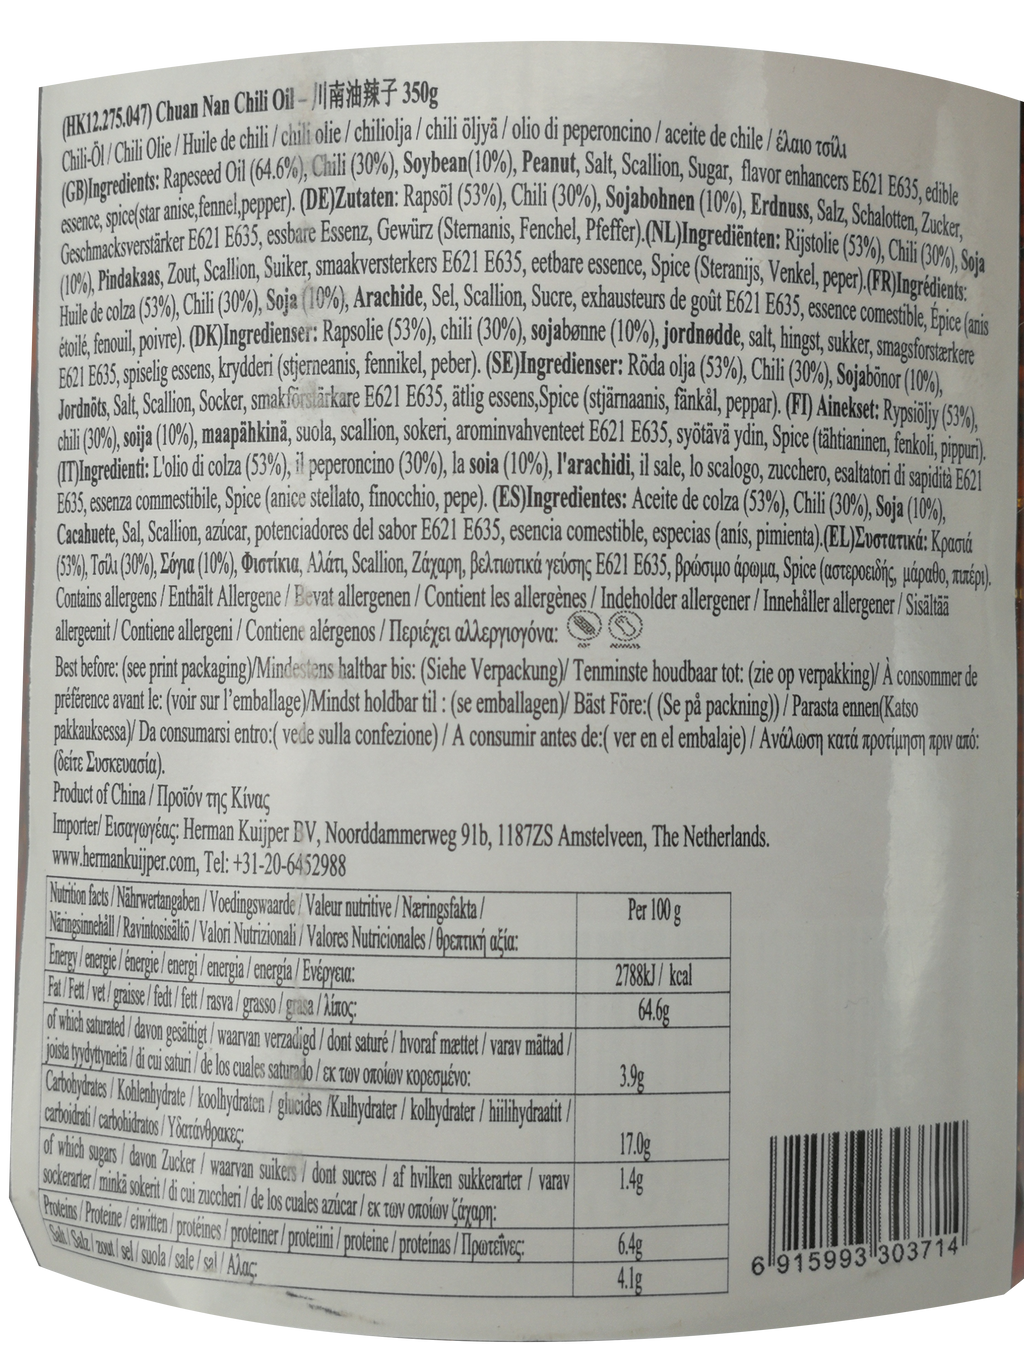 (HK12.275.047) Chuan Nan Chili Oil – 川南油辣子 350g
Chili-Öl / Chili Olie / Huile de chili / chili olie / chiliolja / chili öljyä / olio di peperoncino / aceite de chile / έλαιο τσίλι
(GB)Ingredients: Rapeseed Oil (64.6%), Chili (30%), Soybean(10%), Peanut, Salt, Scallion, Sugar, flavor enhancers E621 E635, edible
essence, spice(star anise,fennel,pepper). (DE)Zutaten: Rapsöl (53%), Chili (30%), Sojabohnen (10%), Erdnuss, Salz, Schalotten, Zucker,
Geschmacksverstärker E621 E635, essbare Essenz, Gewürz (Sternanis, Fenchel, Pfeffer).(NL)Ingrediënten: Rijstolie (53%), Chili (30%), Soja
(10%), Pindakaas, Zout, Scallion, Suiker, smaakversterkers E621 E635, eetbare essence, Spice (Steranijs, Venkel, peper).(FR)Ingrédients:
Huile de colza (53%), Chili (30%), Soja (10%), Arachide, Sel, Scallion, Sucre, exhausteurs de goût E621 E635, essence comestible, Épice (anis
étoilé, fenouil, poivre). (DK)Ingredienser: Rapsolie (53%), chili (30%), sojabønne (10%), jordnødde, salt, hingst, sukker, smagsforstærkere
E621 E635, spiselig essens, krydderi (stjerneanis, fennikel, peber). (SE)Ingredienser: Röda olja (53%), Chili (30%), Sojabönor (10%),
Jordnöts, Salt, Scallion, Socker, smakförslärkare E621 E635, ätlig essens,Spice (stjärnaanis, fänkål, peppar). (FI) Ainekset: Rypsiöljy (53%),
chili (30%), soija (10%), maapähkinä, suola, scallion, sokeri, arominvahventeet E621 E635, syötävä ydin, Spice (tähtianinen, fenkoli, pippuri).
(IT)Ingredienti: L'olio di colza (53%), il peperoncino (30%), la soia (10%), l'arachidi, il sale, lo scalogo, zucchero, esaltatori di sapidità E621
E635, essenza commestibile, Spice (anice stellato, finocchio, pepe). (ES)Ingredientes: Aceite de colza (53%), Chili (30%), Soja (10%),
Cacahuete, Sal, Scallion, azúcar, potenciadores del sabor E621 E635, esencia comestible, especias (anís, pimienta).(EL)Συστατικά: Κρασιά
(53%), Τσίλι (30%), Σόγια (10%), Φιστίκια, Αλάτι, Scallion, Ζάχαρη, βελτιωτικά γεύσης E621 E635, βρώσιμο άρωμα, Spice (αστεροειδής, μάραθο, πιπέρι).
Contains allergens / Enthält Allergene / Bevat allergenen / Contient les allergènes / Indeholder allergener / Innehåller allergener / Sisältää
allergeenit / Contiene allergeni / Contiene alérgenos / Περιέχει αλλεργιογόνα:
Best before: (see print packaging)/Mindestens haltbar bis: (Siehe Verpackung)/ Tenminste houdbaar tot: (zie op verpakking)/ À consommer de
préférence avant le: (voir sur l'emballage)/Mindst holdbar til : (se emballagen)/ Bäst Före:( (Se på packning)) / Parasta ennen(Katso
pakkauksessa)/ Da consumarsi entro:( vede sulla confezione) / A consumir antes de:( ver en el embalaje) / Ανάλωση κατά προτίμηση πριν από:
(δείτε Συσκευασία).
Product of China / Προϊόν της Κίνας
Importer/ Εισαγωγέας: Herman Kuijper BV, Noorddammerweg 91b, 1187ZS Amstelveen, The Netherlands.
www.hermankuijper.com, Tel: +31-20-6452988
Nutrition facts / Nährwertangaben / Voedingswaarde / Valeur nutritive / Næringsfakta / Per 100 g
Näringsinnehåll / Ravintosisältö / Valori Nutrizionali / Valores Nutricionales / θρεπτική αξία:
Energy / energie / énergie / energi / energia / energía / Ενέργεια: 2788kJ / kcal
Fat / Fett / vet / graisse / fedt / fett / rasva / grasso / grasa / λίπος: 64.6g
of which saturated / davon gesättigt / waarvan verzadigd / dont saturé / hvoraf mættet / varav mättad /
joista tyydyttyneitä / di cui saturi / de los cuales saturado / εκ των οποίων κορεσμένο: 3.9g
Carbohydrates / Kohlenhydrate / koolhydraten / glucides /Kulhydrater / kolhydrater / hiilihydraatit /
carboidrati / carbohidratos / Υδατάνθρακες: 17.0g
of which sugars / davon Zucker / waarvan suikers / dont sucres / af hvilken sukkerarter / varav 1.4g
sockerarter / minkä sokerit / di cui zuccheri / de los cuales azúcar / εκ των οποίων ζάχαρη:
Proteins / Proteine / eiwitten / protéines / proteiner / proteiini / proteine / proteínas / Πρωτεΐνες: 6.4g
Salt / Salz / zout / sel / suola / sale / sal / Αλας: 4.1g
6 915993 303714